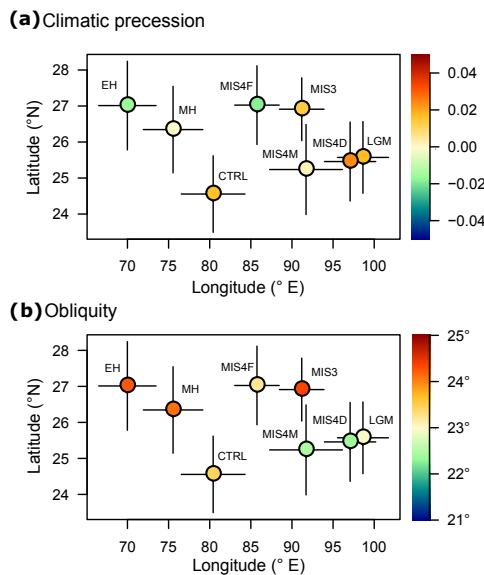 (a) Climatic precession
28
27
26
25
24
Latitude (°N)
EH
MH
CTRL
MIS4F
MIS3
MIS4M
MIS4D
LGM
70 75 80 85 90 95 100
Longitude (° E)
0.04
0.02
0.00
−0.02
−0.04
(b) Obliquity
28
27
26
25
24
Latitude (°N)
EH
MH
CTRL
MIS4F
MIS3
MIS4M
MIS4D
LGM
70 75 80 85 90 95 100
Longitude (° E)
25°
24°
23°
22°
21°